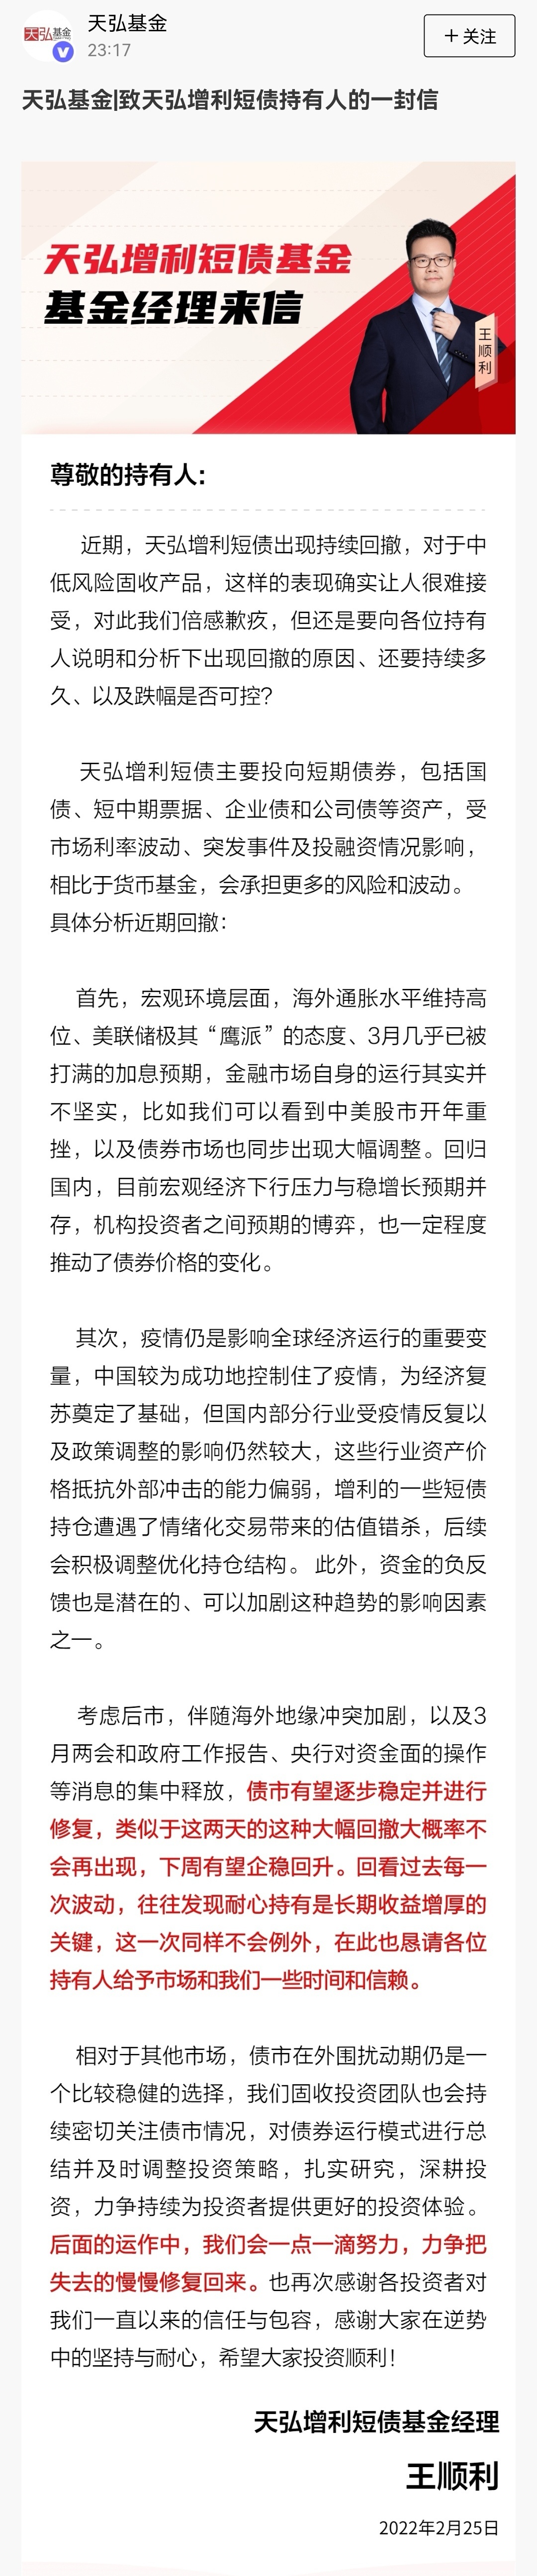 天弘基金
天弘基金
23:17
＋关注
天弘基金|致天弘增利短债持有人的一封信
天弘增利短债基金
基金经理来信
王顺利
尊敬的持有人：
近期，天弘增利短债出现持续回撤，对于中
低风险固收产品，这样的表现确实让人很难接
受，对此我们倍感歉疚，但还是要向各位持有
人说明和分析下出现回撤的原因、还要持续多
久、以及跌幅是否可控？
天弘增利短债主要投向短期债券，包括国
债、短中期票据、企业债和公司债等资产，受
市场利率波动、突发事件及投融资情况影响，
相比于货币基金，会承担更多的风险和波动。
具体分析近期回撤：
首先，宏观环境层面，海外通胀水平维持高
位、美联储极其“鹰派”的态度、3月几乎已被
打满的加息预期，金融市场自身的运行其实并
不坚实，比如我们可以看到中美股市开年重
挫，以及债券市场也同步出现大幅调整。回归
国内，目前宏观经济下行压力与稳增长预期并
存，机构投资者之间预期的博弈，也一定程度
推动了债券价格的变化。
其次，疫情仍是影响全球经济运行的重要变
量，中国较为成功地控制住了疫情，为经济复
苏奠定了基础，但国内部分行业受疫情反复以
及政策调整的影响仍然较大，这些行业资产价
格抵抗外部冲击的能力偏弱，增利的一些短债
持仓遭遇了情绪化交易带来的估值错杀，后续
会积极调整优化持仓结构。 此外，资金的负反
馈也是潜在的、可以加剧这种趋势的影响因素
之一。
考虑后市，伴随海外地缘冲突加剧，以及3
月两会和政府工作报告、央行对资金面的操作
等消息的集中释放，债市有望逐步稳定并进行
修复，类似于这两天的这种大幅回撤大概率不
会再出现，下周有望企稳回升。回看过去每一
次波动，往往发现耐心持有是长期收益增厚的
关键，这一次同样不会例外，在此也恳请各位
持有人给予市场和我们一些时间和信赖。
相对于其他市场，债市在外围扰动期仍是一
个比较稳健的选择，我们固收投资团队也会持
续密切关注债市情况，对债券运行模式进行总
结并及时调整投资策略，扎实研究，深耕投
资，力争持续为投资者提供更好的投资体验。
后面的运作中，我们会一点一滴努力，力争把
失去的慢慢修复回来。也再次感谢各投资者对
我们一直以来的信任与包容，感谢大家在逆势
中的坚持与耐心，希望大家投资顺利！
天弘增利短债基金经理
王顺利
2022年2月25日